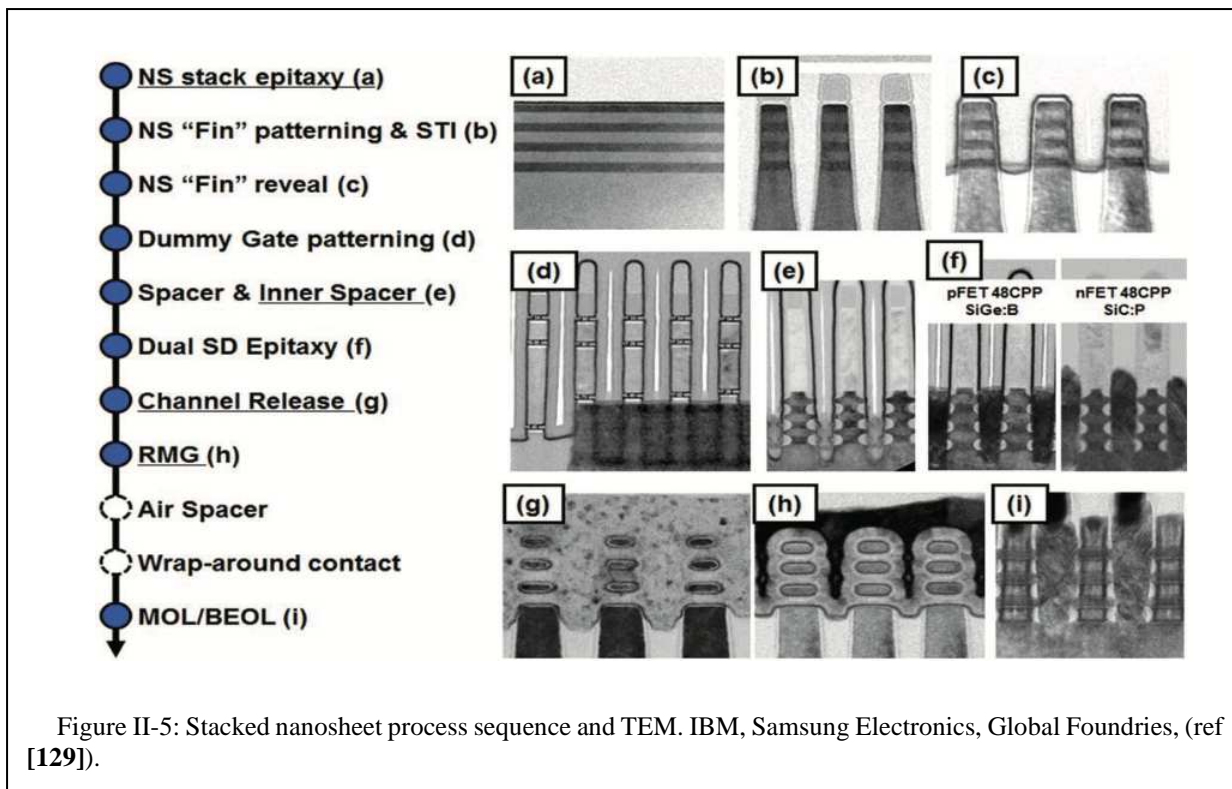 NS stack epitaxy (a)
NS “Fin” patterning & STI (b)
NS “Fin” reveal (c)
Dummy Gate patterning (d)
Spacer & Inner Spacer (e)
Dual SD Epitaxy (f)
Channel Release (g)
RMG (h)
Air Spacer
Wrap-around contact
MOL/BEOL (i)
(a)
(b)
(c)
(d)
(e)
(f)
pFET 48CPP
SiGe:B
nFET 48CPP
SiC:P
(g)
(h)
(i)
Figure II-5: Stacked nanosheet process sequence and TEM. IBM, Samsung Electronics, Global Foundries, (ref
[129]).